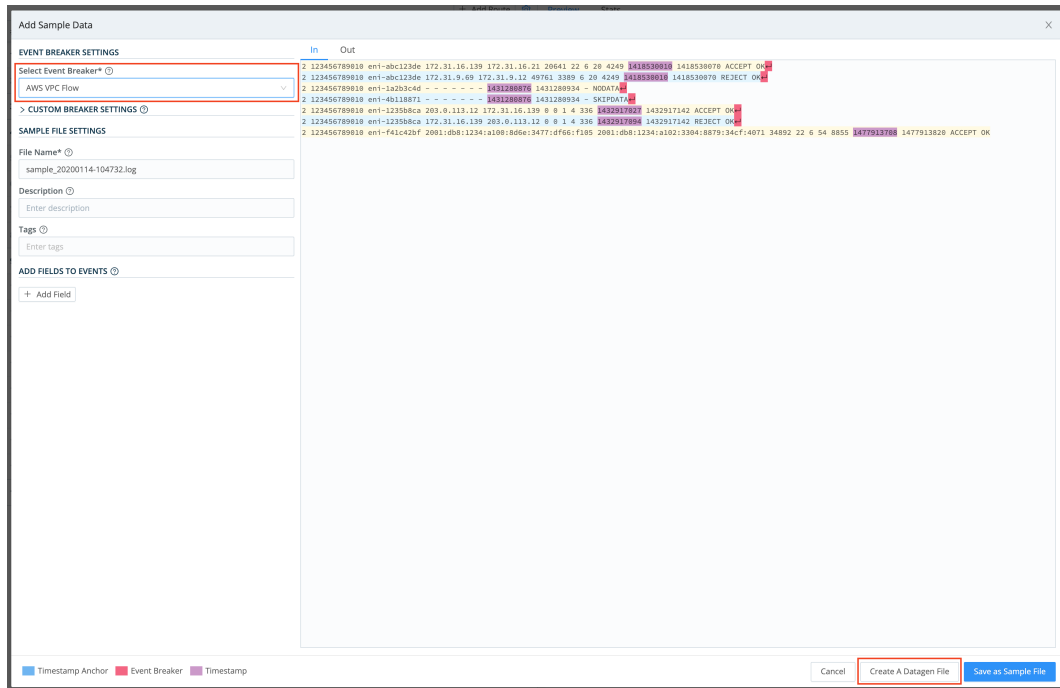 + Add Route
Preview
Stats
Add Sample Data
EVENT BREAKER SETTINGS
Select Event Breaker*
AWS VPC Flow
> CUSTOM BREAKER SETTINGS
SAMPLE FILE SETTINGS
File Name*
sample_20200114-104732.log
Description
Enter description
Tags
Enter tags
ADD FIELDS TO EVENTS
+ Add Field
In Out
2 123456789010 eni-abc123de 172.31.16.139 172.31.16.21 20641 22 6 20 4249 1418530010 1418530070 ACCEPT OK
2 123456789010 eni-abc123de 172.31.9.69 172.31.9.12 49761 3389 6 20 4249 1418530010 1418530070 REJECT OK
2 123456789010 eni-1a2b3c4d - - - - - - - 1431280876 1431280934 - NODATA
2 123456789010 eni-4b118871 - - - - - - - 1431280876 1431280934 - SKIPDATA
2 123456789010 eni-1235b8ca 203.0.113.12 172.31.16.139 0 0 1 4 336 1432917027 1432917142 ACCEPT OK
2 123456789010 eni-1235b8ca 172.31.16.139 203.0.113.12 0 0 1 4 336 1432917094 1432917142 REJECT OK
2 123456789010 eni-f41c42bf 2001:db8:1234:a100:8d6e:3477:df66:f105 2001:db8:1234:a102:3304:8879:34cf:4071 34892 22 6 54 8855 1477913708 1477913820 ACCEPT OK
Timestamp Anchor Event Breaker Timestamp
Cancel Create A Datagen File Save as Sample File